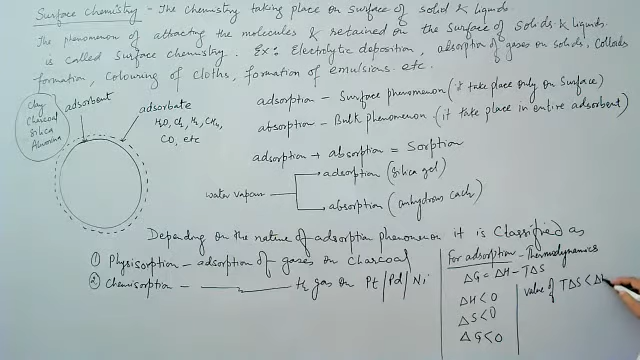 Surface Chemistry - The Chemistry taking place on surface of solid & liquids.
The phenomenon of attracting the molecules & retained on the surface of solids & liquids
is called surface chemistry. Ex: Electrolytic deposition, absorption of gases on solids, Colloids
formation, Colouring of cloths, formation of emulsions. etc.
Clay
Charcoal
Silica
Alumina
adsorbent
adsorbate
H2O, Cl2, H2, CH4,
CO, etc
adsorption - Surface phenomenon (it take place only on Surface)
absorption - Bulk phenomenon (it take place in entire adsorbent)
adsorption + absorption = Sorption
water vapour
adsorption (silica gel)
absorption (anhydrous CaCl2)
Depending on the nature of adsorption phenomenon it is Classified as
① Physisorption - adsorption of gases on Charcoal
② Chemisorption - H2 gas on Pt/Pd/Ni
For adsorption - Thermodynamics
ΔG = ΔH - TΔS
ΔH < 0
ΔS < 0
ΔG < 0
value of TΔS < ΔH